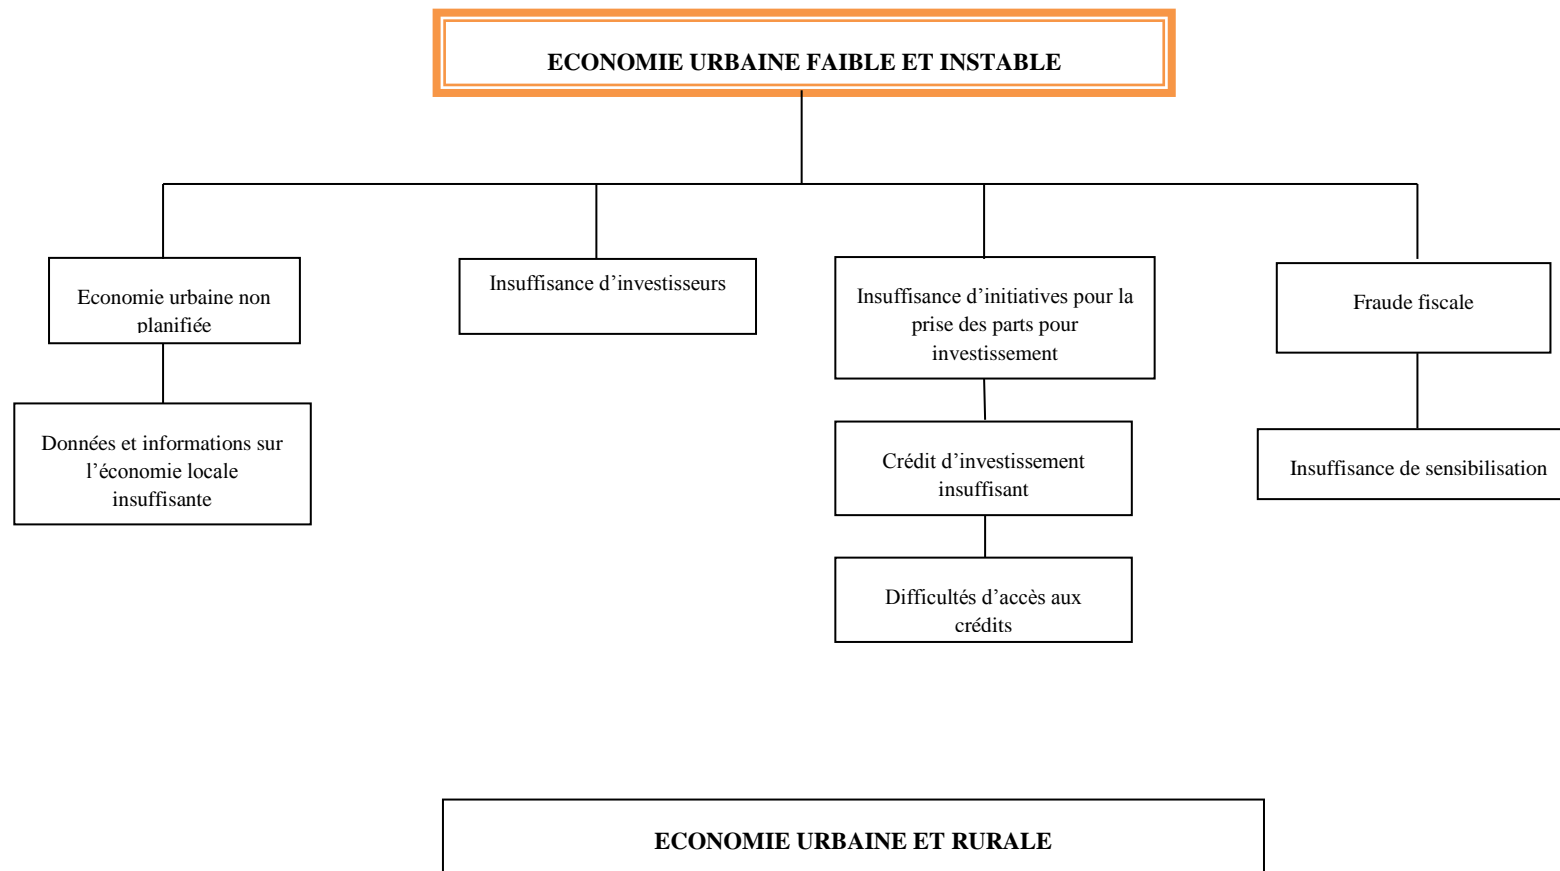 ECONOMIE URBAINE FAIBLE ET INSTABLE
Economie urbaine non
planifiée
Insuffisance d’investisseurs
Insuffisance d’initiatives pour la
prise des parts pour
investissement
Fraude fiscale
Données et informations sur
l’économie locale
insuffisante
Crédit d’investissement
insuffisant
Insuffisance de sensibilisation
Difficultés d’accès aux
crédits
ECONOMIE URBAINE ET RURALE